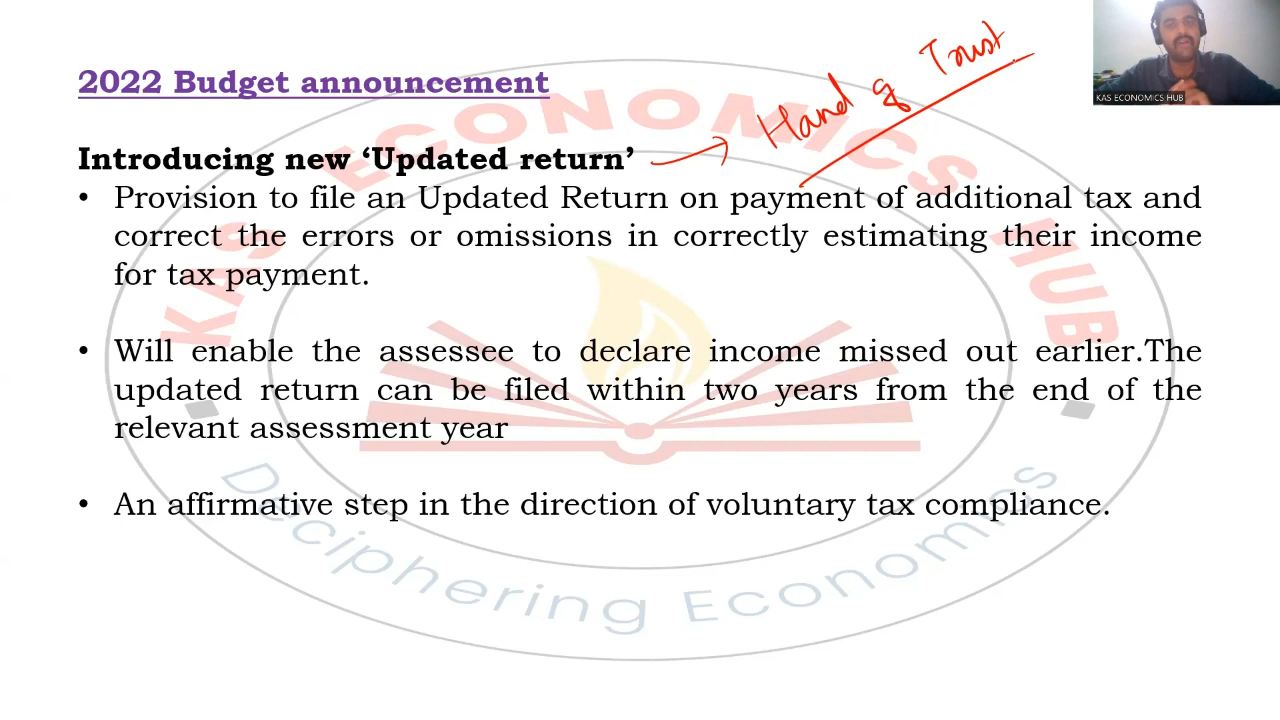 2022 Budget announcement
Hand of Trust
Introducing new ‘Updated return’
• Provision to file an Updated Return on payment of additional tax and
correct the errors or omissions in correctly estimating their income
for tax payment.
• Will enable the assessee to declare income missed out earlier.The
updated return can be filed within two years from the end of the
relevant assessment year
• An affirmative step in the direction of voluntary tax compliance.
KAS ECONOMICS HUB
Deciphering Economics
KAS ECONOMICS HUB